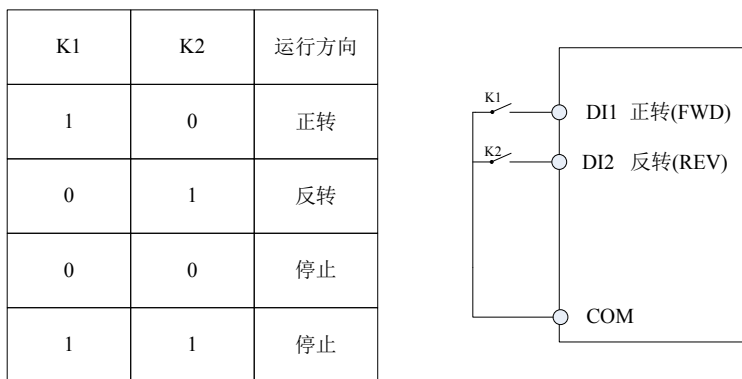 K1 K2 运行方向
1 0 正转
0 1 反转
0 0 停止
1 1 停止
K1
DI1 正转(FWD)
K2
DI2 反转(REV)
COM